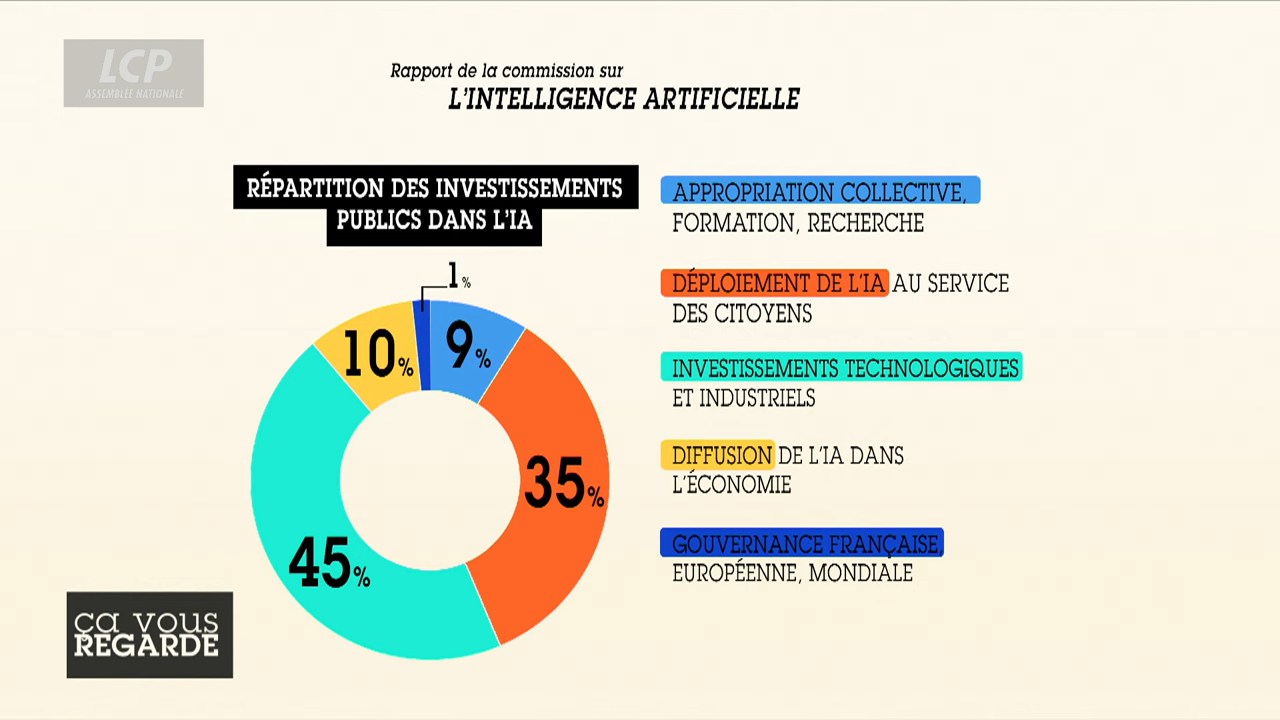 LCP
ASSEMBLÉE NATIONALE
Rapport de la commission sur
L'INTELLIGENCE ARTIFICIELLE
RÉPARTITION DES INVESTISSEMENTS
PUBLICS DANS L'IA
1%
10%
9%
35%
45%
APPROPRIATION COLLECTIVE,
FORMATION, RECHERCHE
DÉPLOIEMENT DE L'IA AU SERVICE
DES CITOYENS
INVESTISSEMENTS TECHNOLOGIQUES
ET INDUSTRIELS
DIFFUSION DE L'IA DANS
L'ÉCONOMIE
GOUVERNANCE FRANÇAISE,
EUROPÉENNE, MONDIALE
ça vous
REGARDE